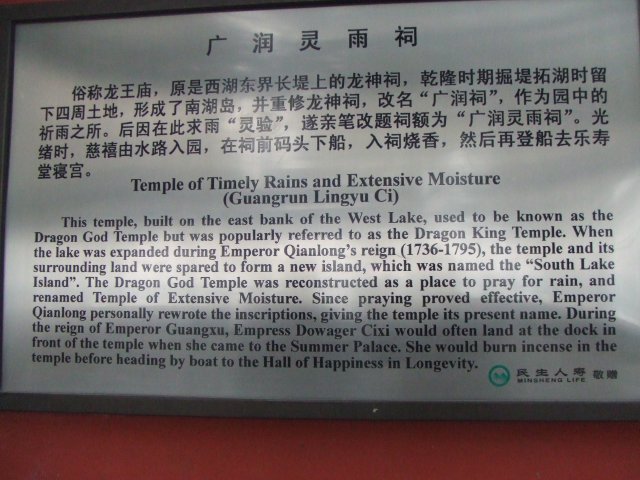 广润灵雨祠
俗称龙王庙，原是西湖东界长堤上的龙神祠，乾隆时期掘堤拓湖时留
下四周土地，形成了南湖岛，并重修龙神祠，改名“广润祠”，作为园中的
祈雨之所。后因在此求雨“灵验”，遂亲笔改题祠额为“广润灵雨祠”。光
绪时，慈禧由水路入园，在祠前码头下船，入祠烧香，然后再登船去乐寿
堂寝宫。
Temple of Timely Rains and Extensive Moisture
(Guangrun Lingyu Ci)
This temple, built on the east bank of the West Lake, used to be known as the
Dragon God Temple but was popularly referred to as the Dragon King Temple. When
the lake was expanded during Emperor Qianlong’s reign (1736-1795), the temple and its
surrounding land were spared to form a new island, which was named the “South Lake
Island”. The Dragon God Temple was reconstructed as a place to pray for rain, and
renamed Temple of Extensive Moisture. Since praying proved effective, Emperor
Qianlong personally rewrote the inscriptions, giving the temple its present name. During
the reign of Emperor Guangxu, Empress Dowager Cixi would often land at the dock in
front of the temple when she came to the Summer Palace. She would burn incense in the
temple before heading by boat to the Hall of Happiness in Longevity.
民生人寿 敬赠
MINSHENG LIFE